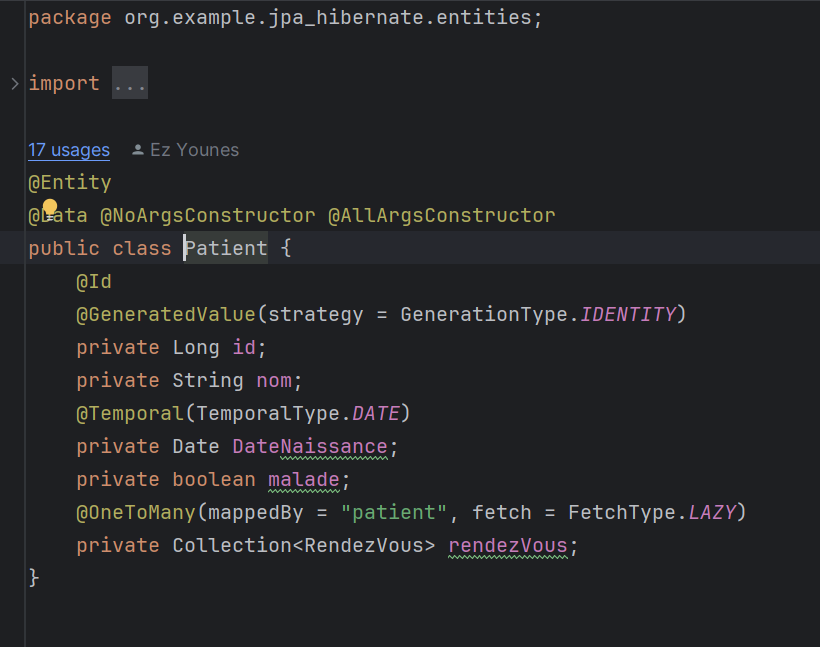 package org.example.jpa_hibernate.entities;
import ...
17 usages Ez Younes
@Entity
@Data @NoArgsConstructor @AllArgsConstructor
public class Patient {
@Id
@GeneratedValue(strategy = GenerationType.IDENTITY)
private Long id;
private String nom;
@Temporal(TemporalType.DATE)
private Date DateNaissance;
private boolean malade;
@OneToMany(mappedBy = "patient", fetch = FetchType.LAZY)
private Collection<RendezVous> rendezVous;
}